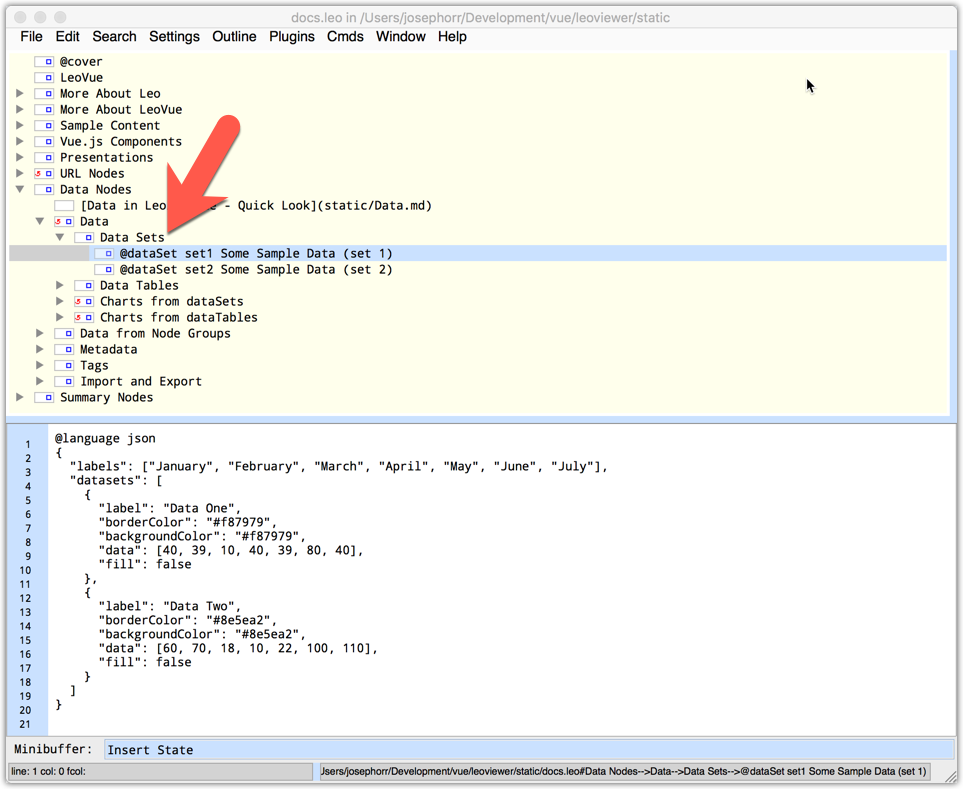 docs.leo in /Users/josephorr/Development/vue/leoviewer/static
File Edit Search Settings Outline Plugins Cmds Window Help
@cover
LeoVue
More About Leo
More About LeoVue
Sample Content
Vue.js Components
Presentations
URL Nodes
Data Nodes
[Data in - Quick Look](static/Data.md)
Data
Data Sets
@dataSet set1 Some Sample Data (set 1)
@dataSet set2 Some Sample Data (set 2)
Data Tables
Charts from dataSets
Charts from dataTables
Data from Node Groups
Metadata
Tags
Import and Export
Summary Nodes
1 @language json
2 {
3 "labels": ["January", "February", "March", "April", "May", "June", "July"],
4 "datasets": [
5 {
6 "label": "Data One",
7 "borderColor": "#f87979",
8 "backgroundColor": "#f87979",
9 "data": [40, 39, 10, 40, 39, 80, 40],
10 "fill": false
11 },
12 {
13 "label": "Data Two",
14 "borderColor": "#8e5ea2",
15 "backgroundColor": "#8e5ea2",
16 "data": [60, 70, 18, 10, 22, 100, 110],
17 "fill": false
18 }
19 ]
20 }
21
Minibuffer: Insert State
line: 1 col: 0 fcol:
/Users/josephorr/Development/vue/leoviewer/static/docs.leo#Data Nodes-->Data-->Data Sets-->@dataSet set1 Some Sample Data (set 1)